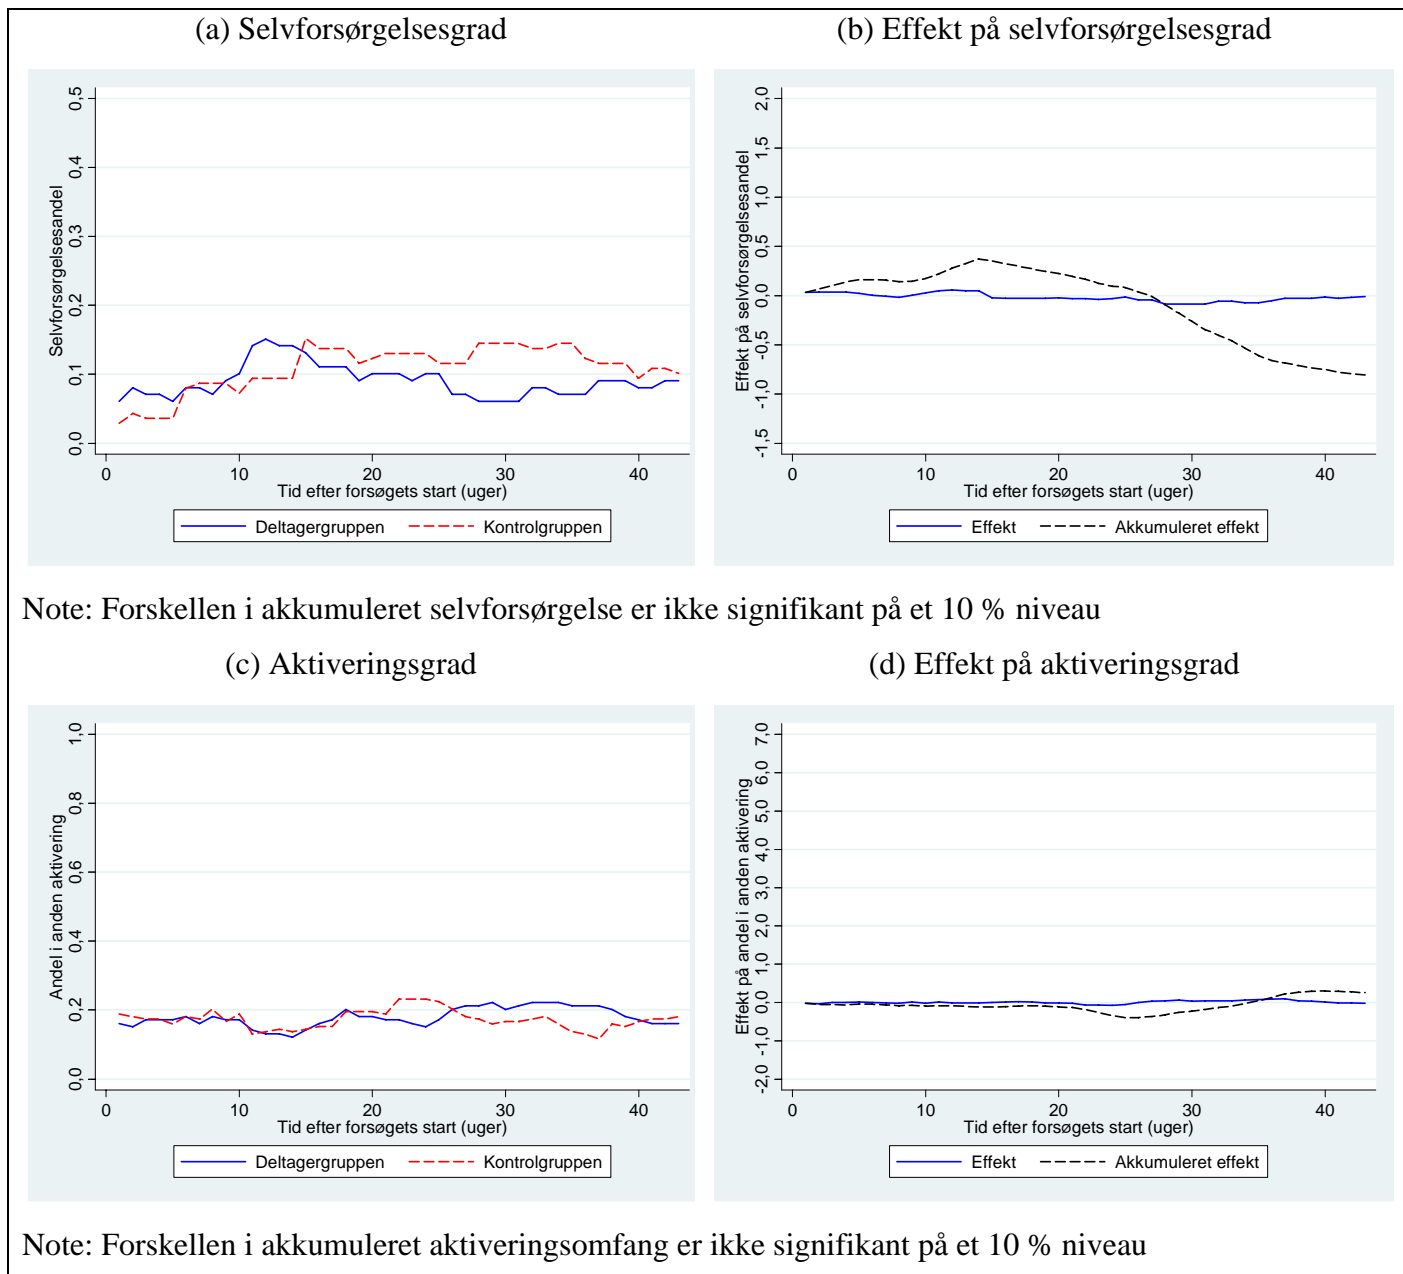 (a) Selvforsørgelsesgrad
(b) Effekt på selvforsørgelsesgrad
Selvforsørgelsesandel
0,5
0,4
0,3
0,2
0,1
0,0
0 10 20 30 40
Tid efter forsøgets start (uger)
Deltagergruppen Kontrolgruppen
Effekt på selvforsørgelsesandel
2,0
1,5
1,0
0,5
0,0
-0,5
-1,0
-1,5
0 10 20 30 40
Tid efter forsøgets start (uger)
Effekt Akkumuleret effekt
Note: Forskellen i akkumuleret selvforsørgelse er ikke signifikant på et 10 % niveau
(c) Aktiveringsgrad
(d) Effekt på aktiveringsgrad
Andel i anden aktivering
1,0
0,8
0,6
0,4
0,2
0,0
0 10 20 30 40
Tid efter forsøgets start (uger)
Deltagergruppen Kontrolgruppen
Effekt på andel i anden aktivering
7,0
6,0
5,0
4,0
3,0
2,0
1,0
0,0
-1,0
-2,0
0 10 20 30 40
Tid efter forsøgets start (uger)
Effekt Akkumuleret effekt
Note: Forskellen i akkumuleret aktiveringsomfang er ikke signifikant på et 10 % niveau